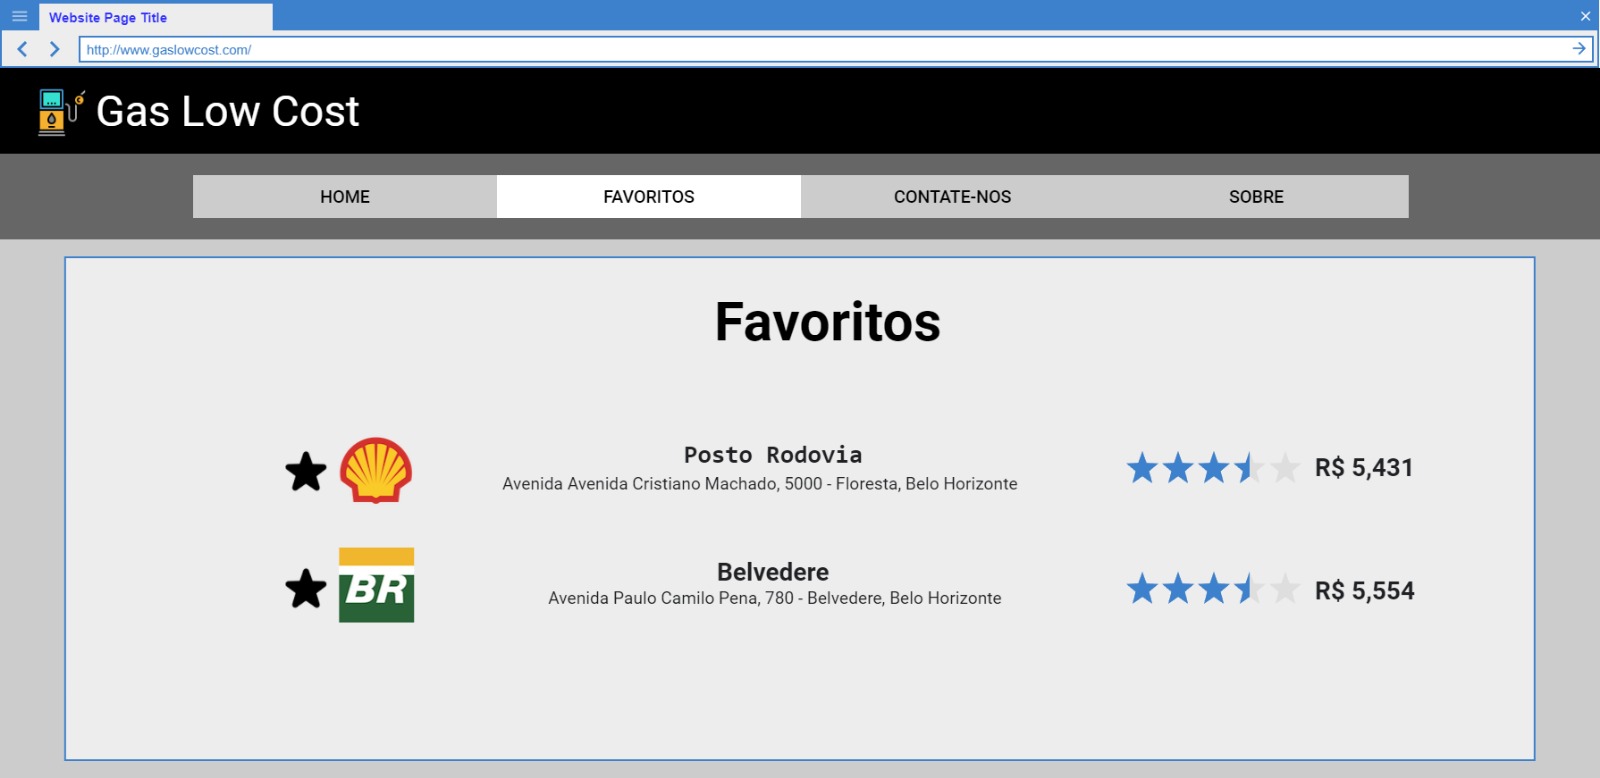 Website Page Title
http://www.gaslowcost.com/
Gas Low Cost
HOME FAVORITOS CONTATE-NOS SOBRE
Favoritos
Posto Rodovia
Avenida Avenida Cristiano Machado, 5000 - Floresta, Belo Horizonte
R$ 5,431
BR
Belvedere
Avenida Paulo Camilo Pena, 780 - Belvedere, Belo Horizonte
R$ 5,554